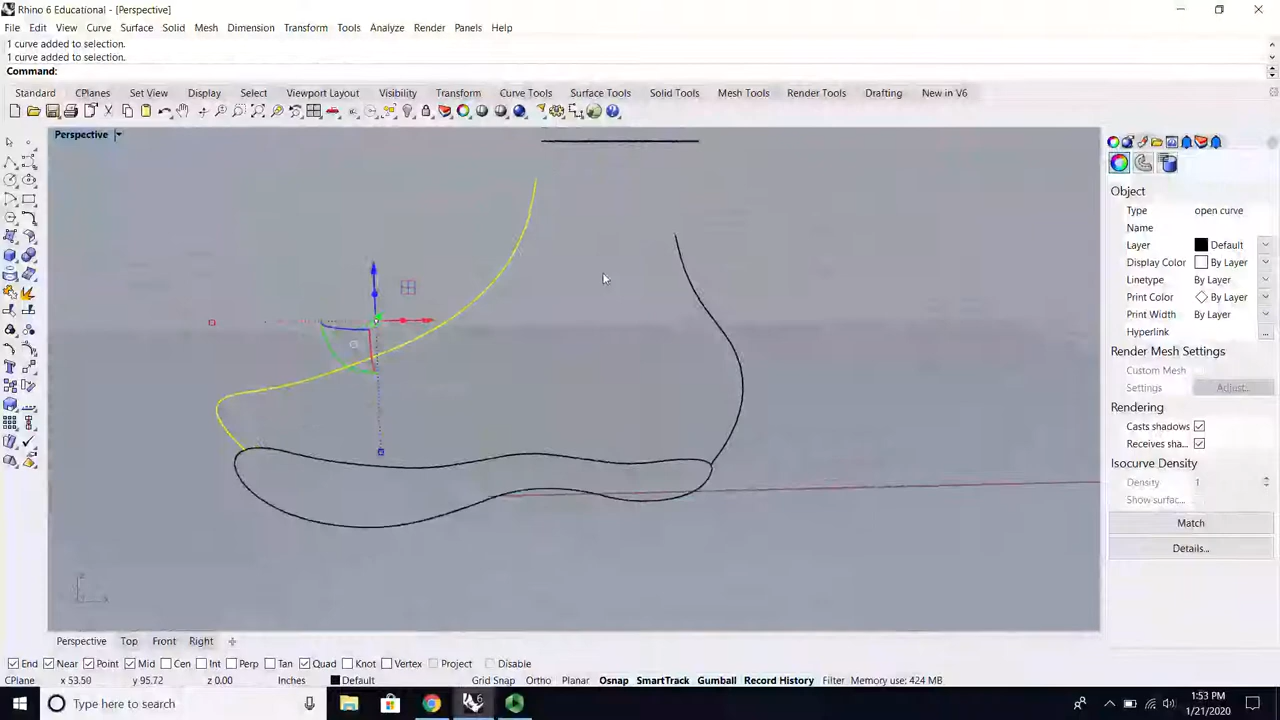 Rhino 6 Educational - [Perspective]
File Edit View Curve Surface Solid Mesh Dimension Transform Tools Analyze Render Panels Help
1 curve added to selection.
1 curve added to selection.
Command:
Standard CPlanes Set View Display Select Viewport Layout Visibility Transform Curve Tools Surface Tools Solid Tools Mesh Tools Render Tools Drafting New in V6
Perspective
Object
Type open curve
Name
Layer Default
Display Color By Layer
Linetype By Layer
Print Color By Layer
Print Width By Layer
Hyperlink ...
Render Mesh Settings
Custom Mesh
Settings Adjust...
Rendering
Casts shadows
Receives sha...
Isocurve Density
Density 1
Show surfac...
Match
Details...
Perspective Top Front Right
End Near Point Mid Cen Int Perp Tan Quad Knot Vertex Project Disable
CPlane x 53.59 y 95.72 z 0.00 Inches Default Grid Snap Ortho Planar Osnap SmartTrack Gumball Record History Filter Memory use: 424 MB
Type here to search
1:53 PM
1/21/2020